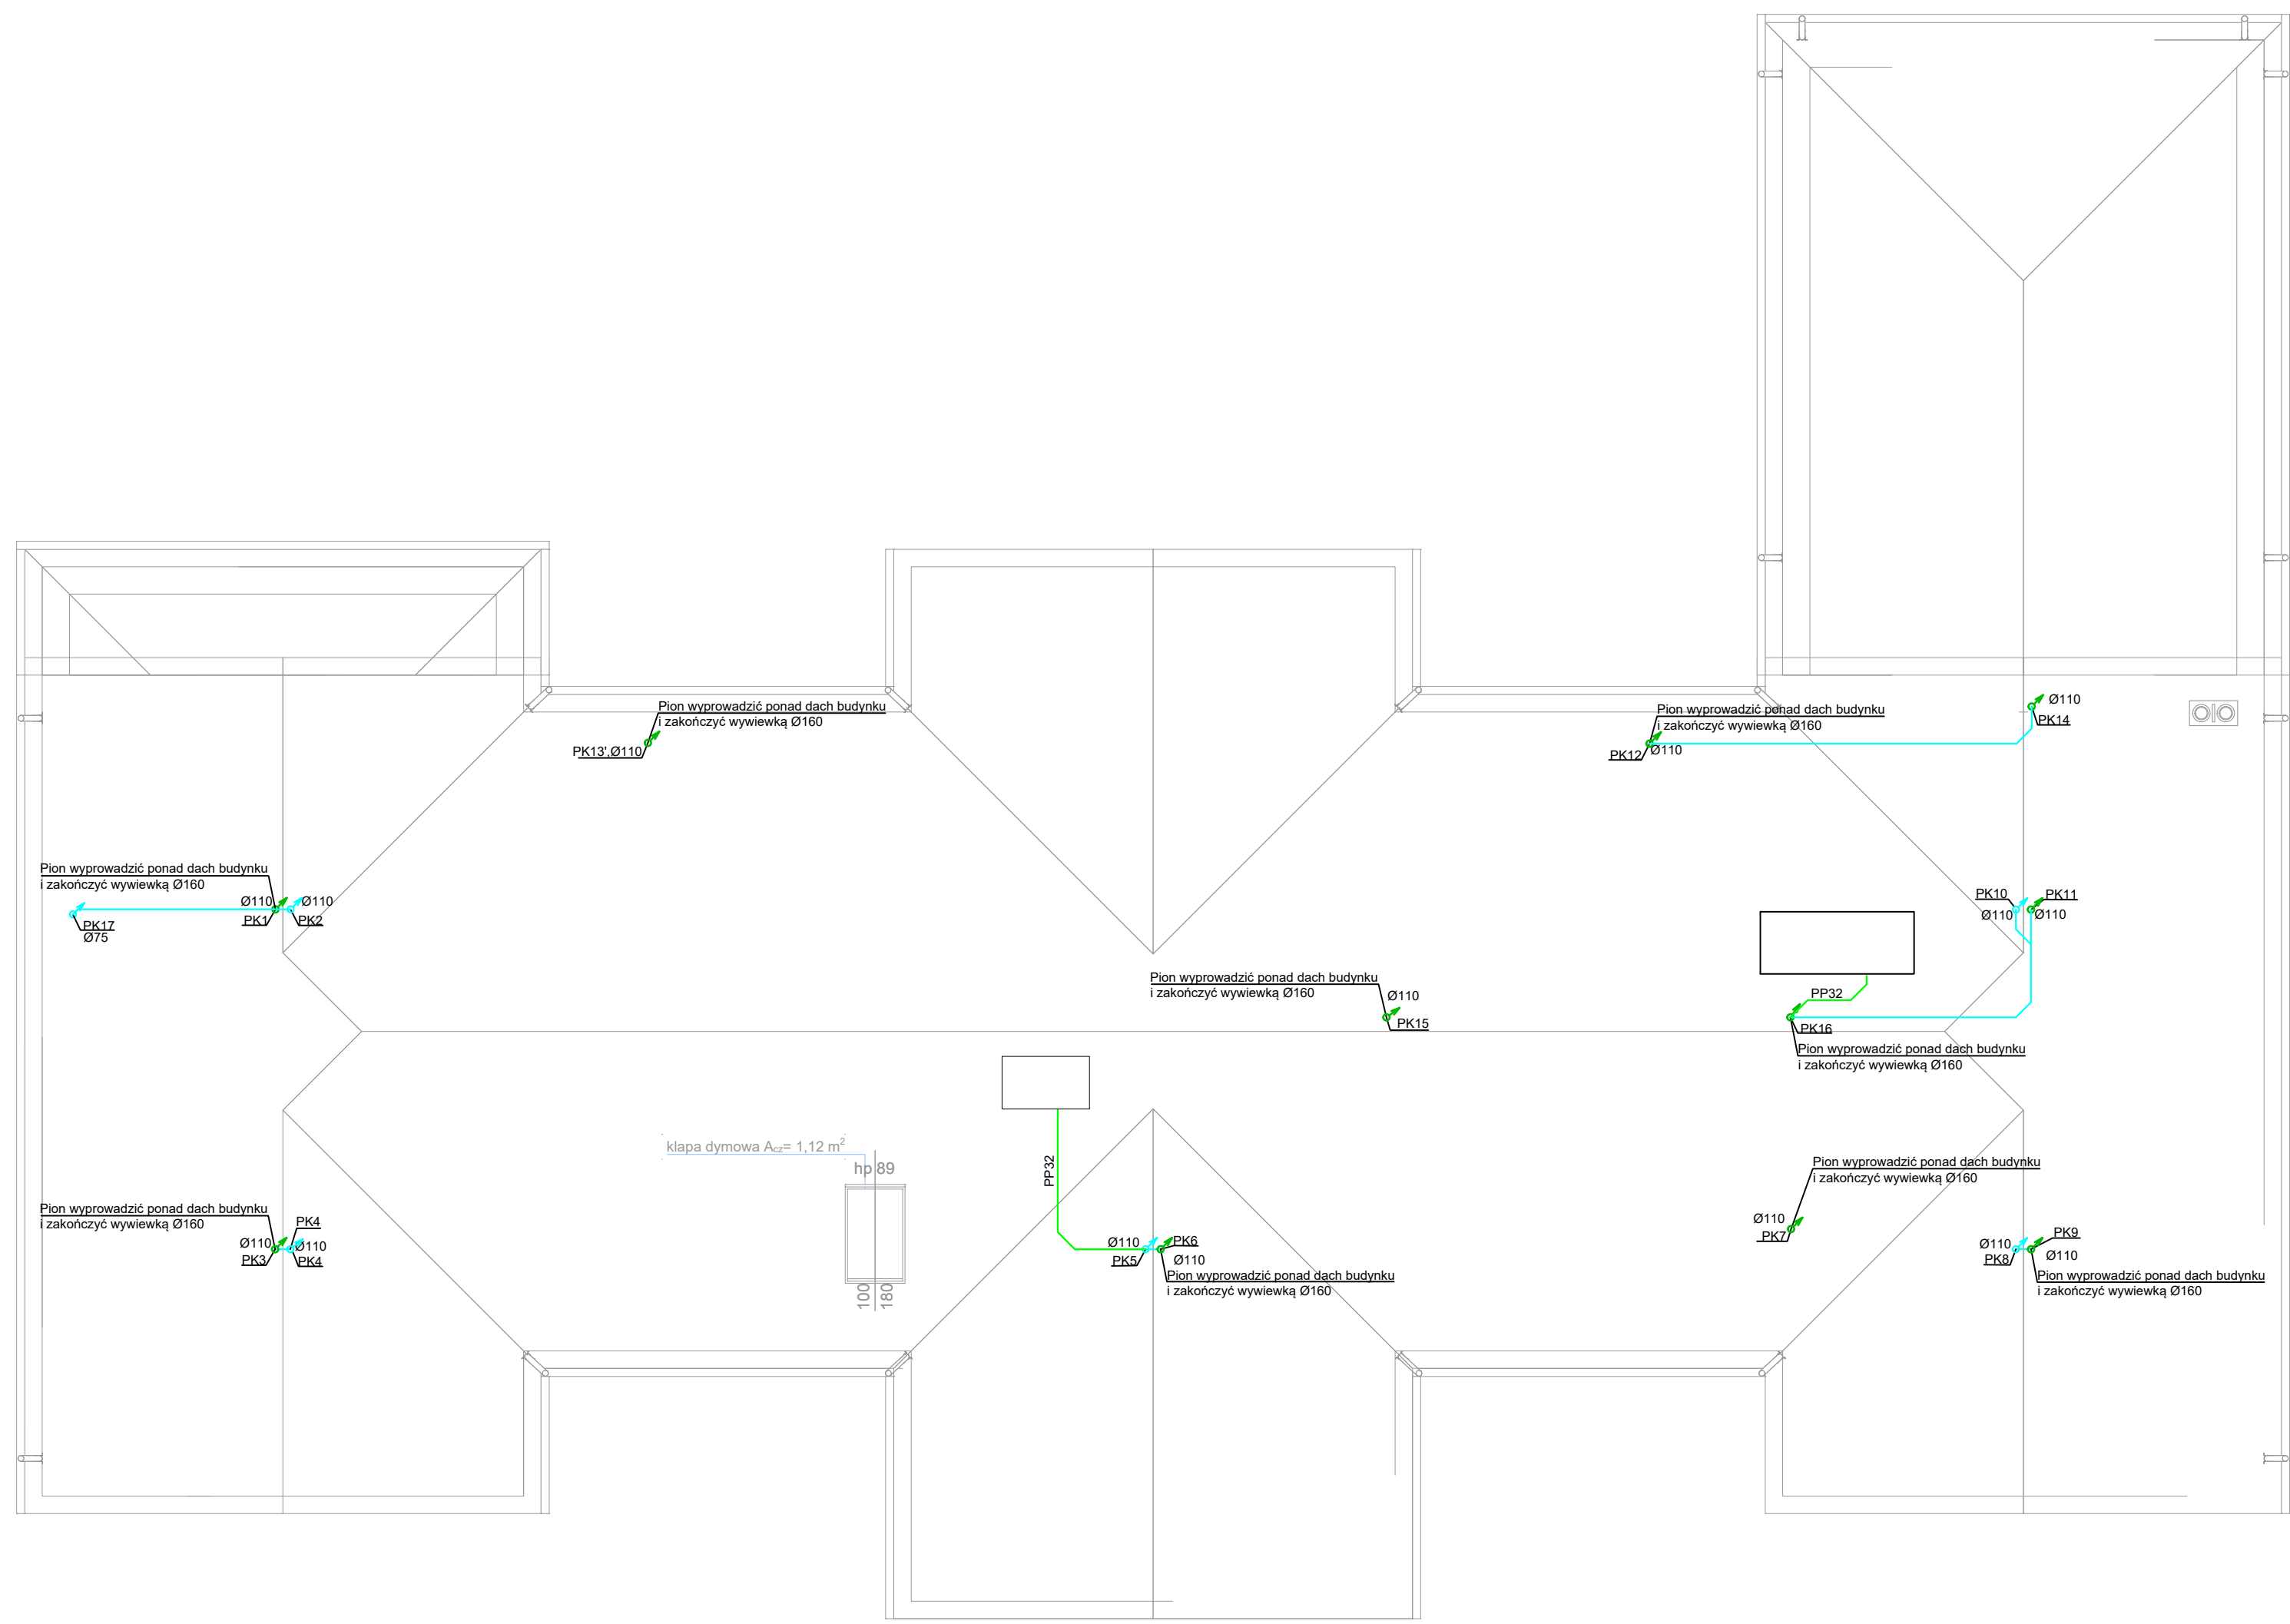 Pion wyprowadzić ponad dach budynku
i zakończyć wywiewką Ø160
PK13',Ø110
Pion wyprowadzić ponad dach budynku
i zakończyć wywiewką Ø160
PK12
Ø110
Ø110
PK14
Pion wyprowadzić ponad dach budynku
i zakończyć wywiewką Ø160
Ø110
PK1
Ø110
PK2
PK17
Ø75
PK10
Ø110
PK11
Ø110
Pion wyprowadzić ponad dach budynku
i zakończyć wywiewką Ø160
Ø110
PK15
PP32
PK16
Pion wyprowadzić ponad dach budynku
i zakończyć wywiewką Ø160
klapa dymowa Acz= 1,12 m²
hp 89
100
180
PP32
Pion wyprowadzić ponad dach budynku
i zakończyć wywiewką Ø160
Ø110
PK3
PK4
Ø110
PK4
Ø110
PK5
PK6
Ø110
Pion wyprowadzić ponad dach budynku
i zakończyć wywiewką Ø160
Pion wyprowadzić ponad dach budynku
i zakończyć wywiewką Ø160
Ø110
PK7
Ø110
PK8
PK9
Ø110
Pion wyprowadzić ponad dach budynku
i zakończyć wywiewką Ø160